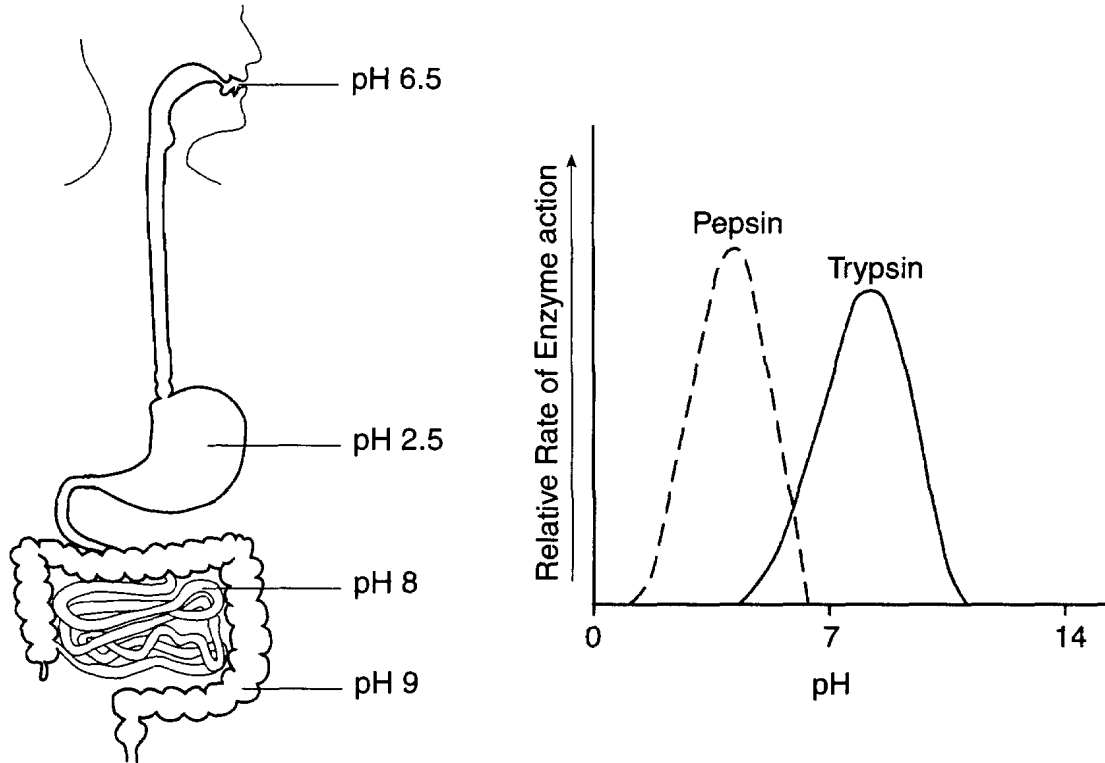 pH 6.5
pH 2.5
pH 8
pH 9
Relative Rate of Enzyme action
Pepsin
Trypsin
0
7
14
pH